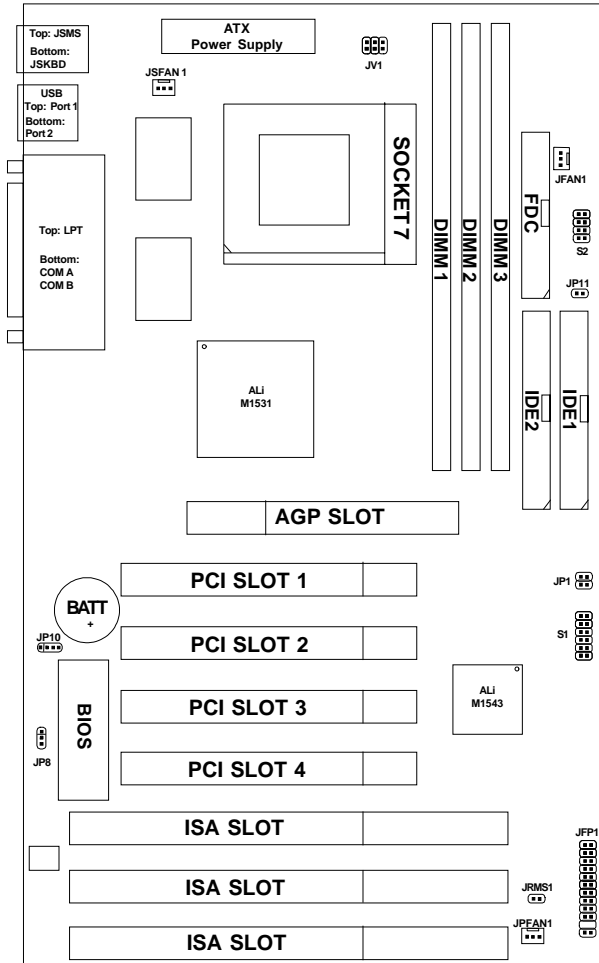 Top: JSMS
Bottom:
JSKBD
ATX
Power Supply
JV1
JSFAN 1
USB
Top: Port 1
Bottom:
Port 2
SOCKET 7
DIMM 1
DIMM 2
DIMM 3
FDC
JFAN1
S2
JP11
Top: LPT
Bottom:
COM A
COM B
ALi
M1531
IDE2
IDE1
AGP SLOT
PCI SLOT 1
JP1
BATT
+
JP10
PCI SLOT 2
S1
BIOS
PCI SLOT 3
ALi
M1543
JP8
PCI SLOT 4
ISA SLOT
JFP1
ISA SLOT
JRMS1
JPFAN1
ISA SLOT